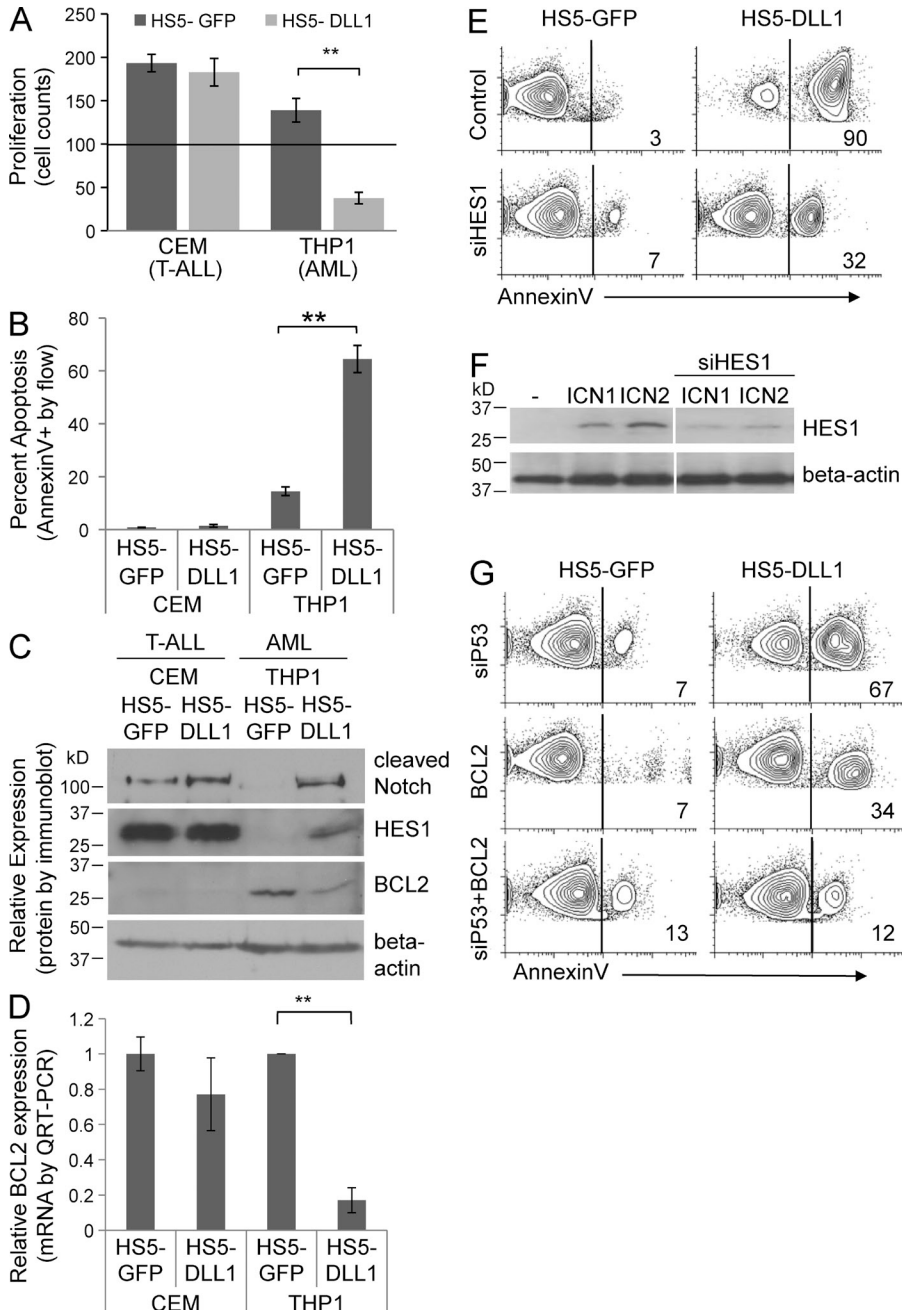 A
HS5- GFP HS5- DLL1
Proliferation
(cell counts)
250
200
150
100
50
0
**
CEM
(T-ALL)
THP1
(AML)
B
Percent Apoptosis
(AnnexinV+ by flow)
80
60
40
20
0
**
HS5-
GFP
HS5-
DLL1
HS5-
GFP
HS5-
DLL1
CEM THP1
C
T-ALL AML
CEM THP1
HS5-
GFP
HS5-
DLL1
HS5-
GFP
HS5-
DLL1
Relative Expression
(protein by immunoblot)
kD
100
cleaved
Notch
37
25
HES1
37
25
BCL2
50
37
beta-
actin
D
Relative BCL2 expression
(mRNA by QRT-PCR)
1.2
1
0.8
0.6
0.4
0.2
0
**
HS5-
GFP
HS5-
DLL1
HS5-
GFP
HS5-
DLL1
CEM THP1
E
HS5-GFP HS5-DLL1
Control
3 90
siHES1
7 32
AnnexinV
F
siHES1
kD
- ICN1 ICN2 ICN1 ICN2
37
25
HES1
50
37
beta-actin
G
HS5-GFP HS5-DLL1
siP53
7 67
BCL2
7 34
siP53+BCL2
13 12
AnnexinV